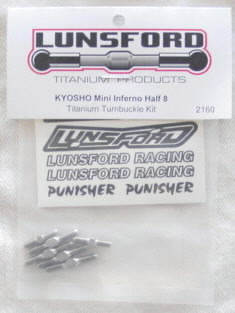 LUNSFORD
TITANIUM PRODUCTS
KYOSHO Mini Inferno Half 8
Titanium Turnbuckle Kit
2160
LUNSFORD
LUNSFORD RACING
LUNSFORD RACING
PUNISHER PUNISHER